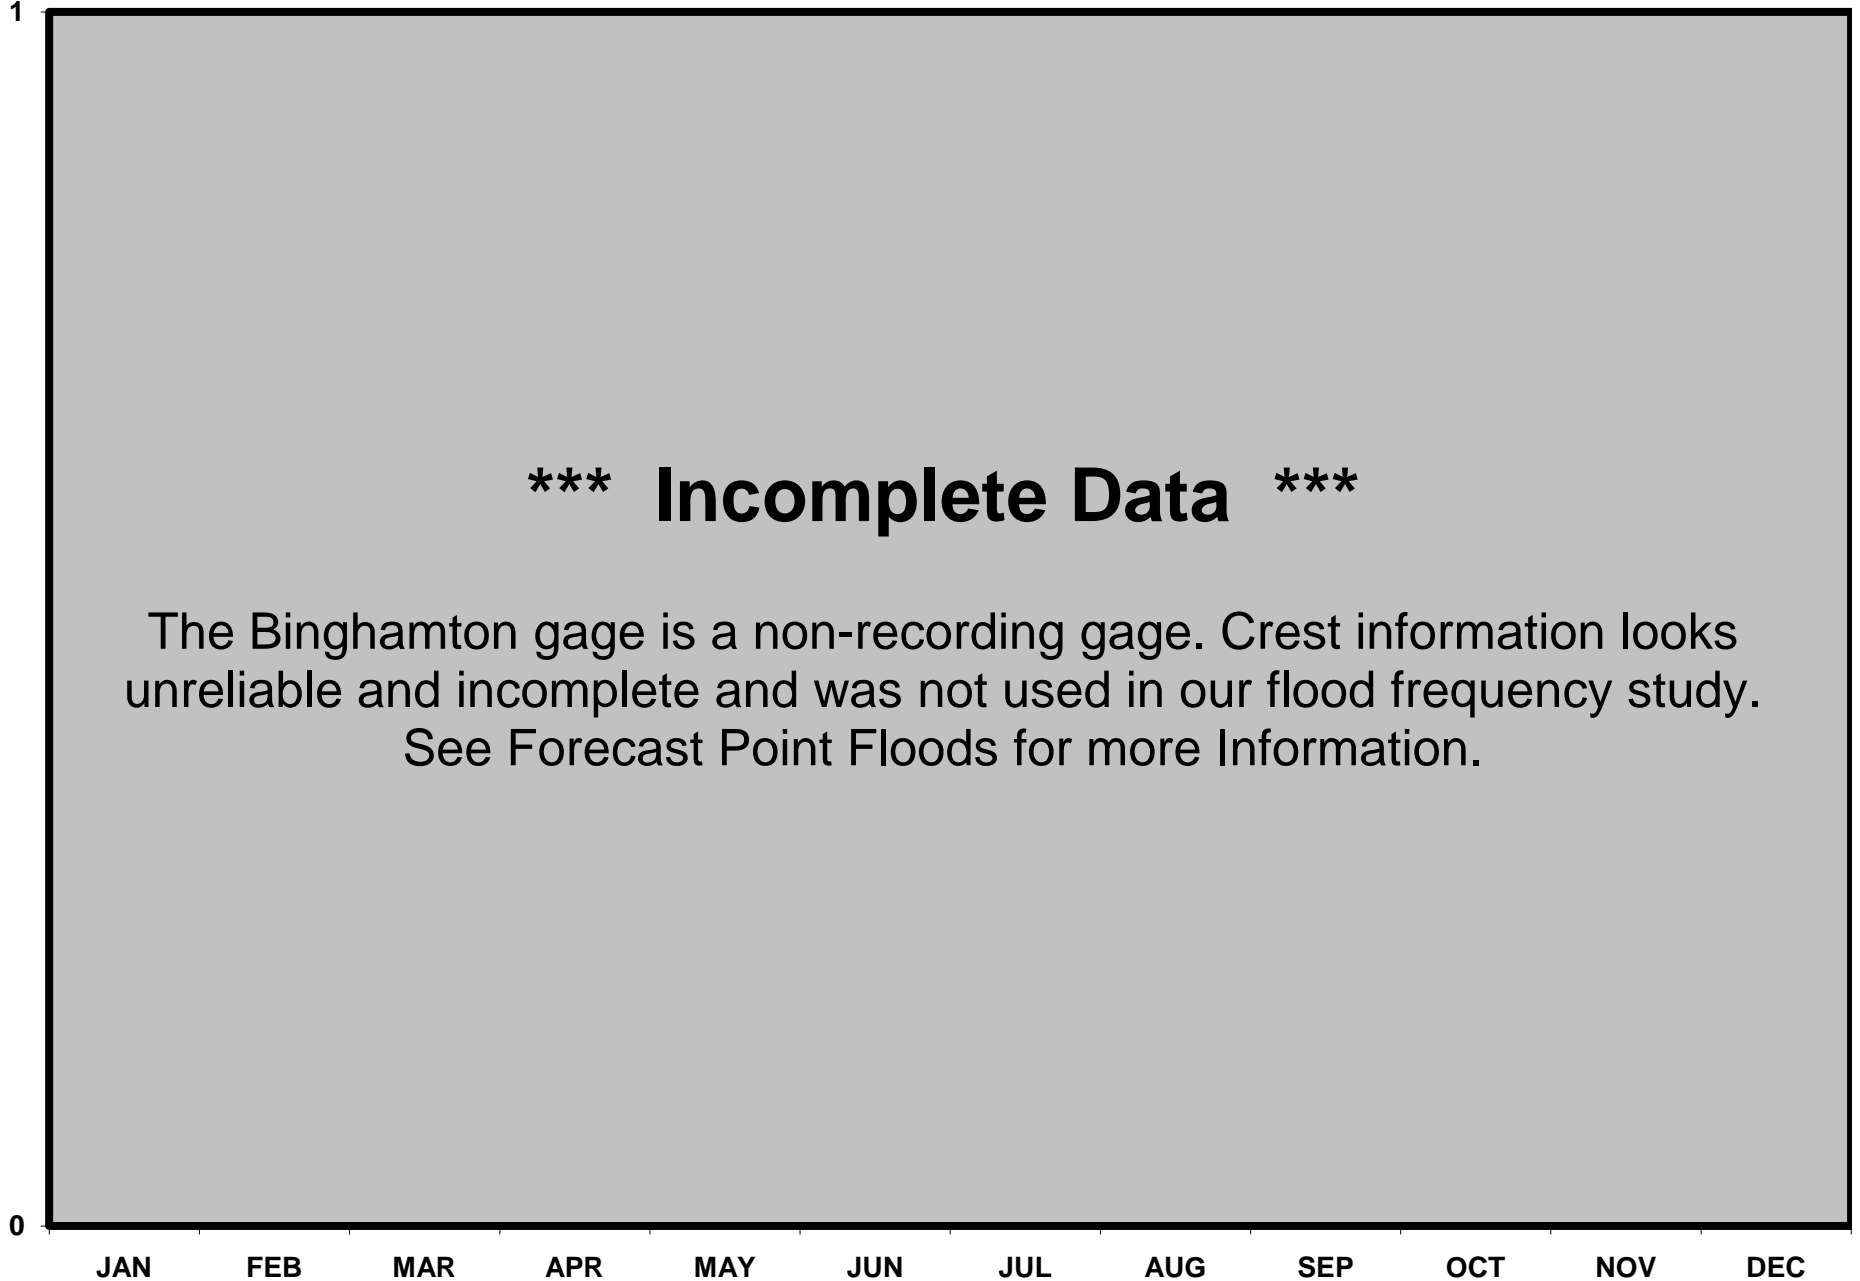 1
*** Incomplete Data ***
The Binghamton gage is a non-recording gage. Crest information looks
unreliable and incomplete and was not used in our flood frequency study.
See Forecast Point Floods for more Information.
0
JAN FEB MAR APR MAY JUN JUL AUG SEP OCT NOV DEC